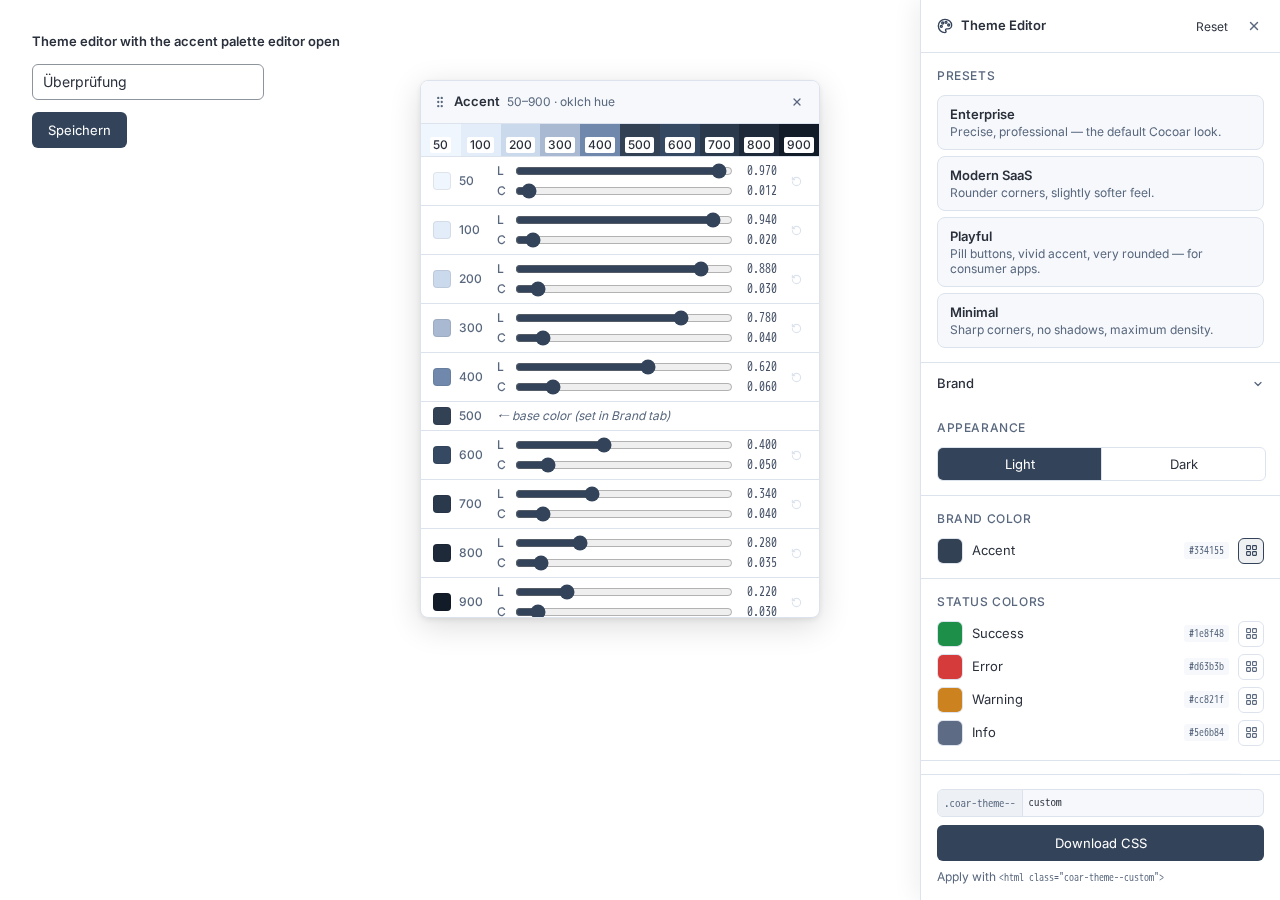 Theme editor with the accent palette editor open
Überprüfung
Speichern
Accent 50–900 · oklch hue
50 100 200 300 400 500 600 700 800 900
50 L 0.970
C 0.012
100 L 0.940
C 0.020
200 L 0.880
C 0.030
300 L 0.780
C 0.040
400 L 0.620
C 0.060
500 ← base color (set in Brand tab)
600 L 0.400
C 0.050
700 L 0.340
C 0.040
800 L 0.280
C 0.035
900 L 0.220
C 0.030
Theme Editor Reset
PRESETS
Enterprise
Precise, professional — the default Cocoar look.
Modern SaaS
Rounder corners, slightly softer feel.
Playful
Pill buttons, vivid accent, very rounded — for
consumer apps.
Minimal
Sharp corners, no shadows, maximum density.
Brand
APPEARANCE
Light Dark
BRAND COLOR
Accent #334155
STATUS COLORS
Success #1e8f48
Error #d63b3b
Warning #cc821f
Info #5e6b84
.coar-theme-- custom
Download CSS
Apply with <html class="coar-theme--custom">